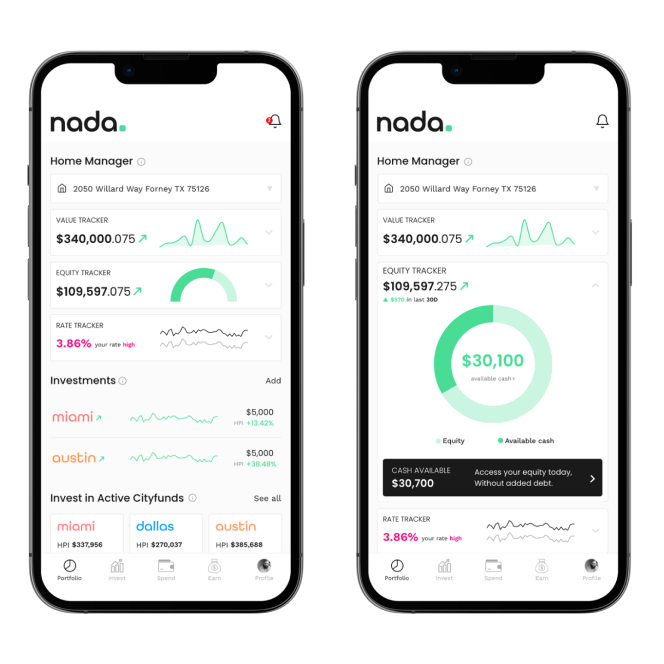 nada.
2
Home Manager
2050 Willard Way Forney TX 75126
VALUE TRACKER
$340,000.075
EQUITY TRACKER
$109,597.075
RATE TRACKER
3.86% your rate high
Investments
Add
miami
$5,000
HPI +13.42%
austin
$5,000
HPI +38.48%
Invest in Active Cityfunds
See all
miami
HPI $337,956
dallas
HPI $270,037
austin
HPI $385,688
Portfolio
Invest
Spend
Earn
Profile
nada.
Home Manager
2050 Willard Way Forney TX 75126
VALUE TRACKER
$340,000.075
EQUITY TRACKER
$109,597.275
$570 in last 30D
$30,100
available cash
Equity
Available cash
CASH AVAILABLE
$30,700
Access your equity today,
Without added debt.
RATE TRACKER
3.86% your rate high
Portfolio
Invest
Spend
Earn
Profile